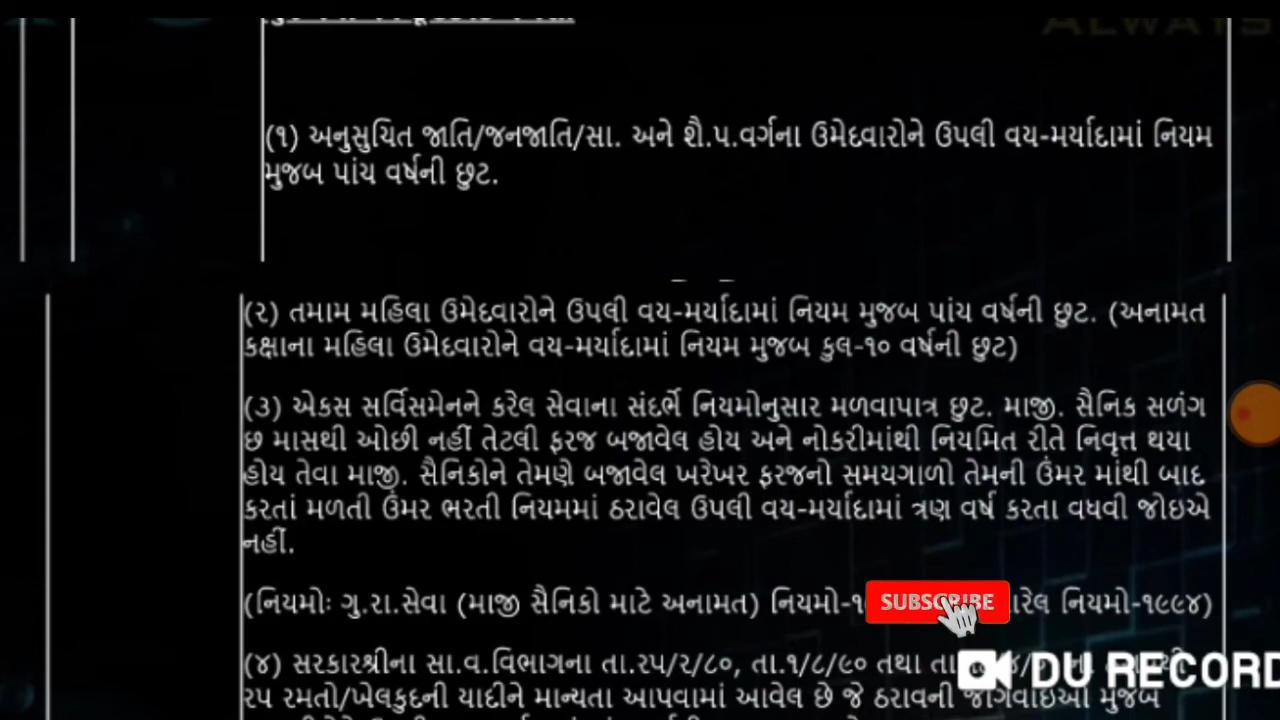 ALWAYS
(૧) અનુસુચિત જાતિ/જનજાતિ/સા. અને શૈ.પ.વર્ગના ઉમેદવારોને ઉપલી વય-મર્યાદામાં નિયમ
મુજબ પાંચ વર્ષની છુટ.
(૨) તમામ મહિલા ઉમેદવારોને ઉપલી વય-મર્યાદામાં નિયમ મુજબ પાંચ વર્ષની છુટ. (અનામત
કક્ષાના મહિલા ઉમેદવારોને વય-મર્યાદામાં નિયમ મુજબ કુલ-૧૦ વર્ષની છુટ)
(૩) એકસ સર્વિસમેનને કરેલ સેવાના સંદર્ભે નિયમોનુસાર મળવાપાત્ર છુટ. માજી. સૈનિક સળંગ
છ માસથી ઓછી નહીં તેટલી ફરજ બજાવેલ હોય અને નોકરીમાંથી નિયમિત રીતે નિવૃત્ત થયા
હોય તેવા માજી. સૈનિકોને તેમણે બજાવેલ ખરેખર ફરજનો સમયગાળો તેમની ઉંમર માંથી બાદ
કરતાં મળતી ઉંમર ભરતી નિયમમાં ઠરાવેલ ઉપલી વય-મર્યાદામાં ત્રણ વર્ષ કરતા વધવી જોઇએ
નહીં.
(નિયમોઃ ગુ.રા.સેવા (માજી સૈનિકો માટે અનામત) નિયમો- SUBSCRIBE નિયમો-૧૯૯૪)
(૪) સરકારશ્રીના સા.વ.વિભાગના તા.૨૫/૨/૮૦, તા.૧/૮/૯૦ તથા
DU RECORD
૨૫ રમતો/ખેલકુદની યાદીને માન્યતા આપવામાં આવેલ છે જે ઠરાવની જોગવાઇઓ મુજબ